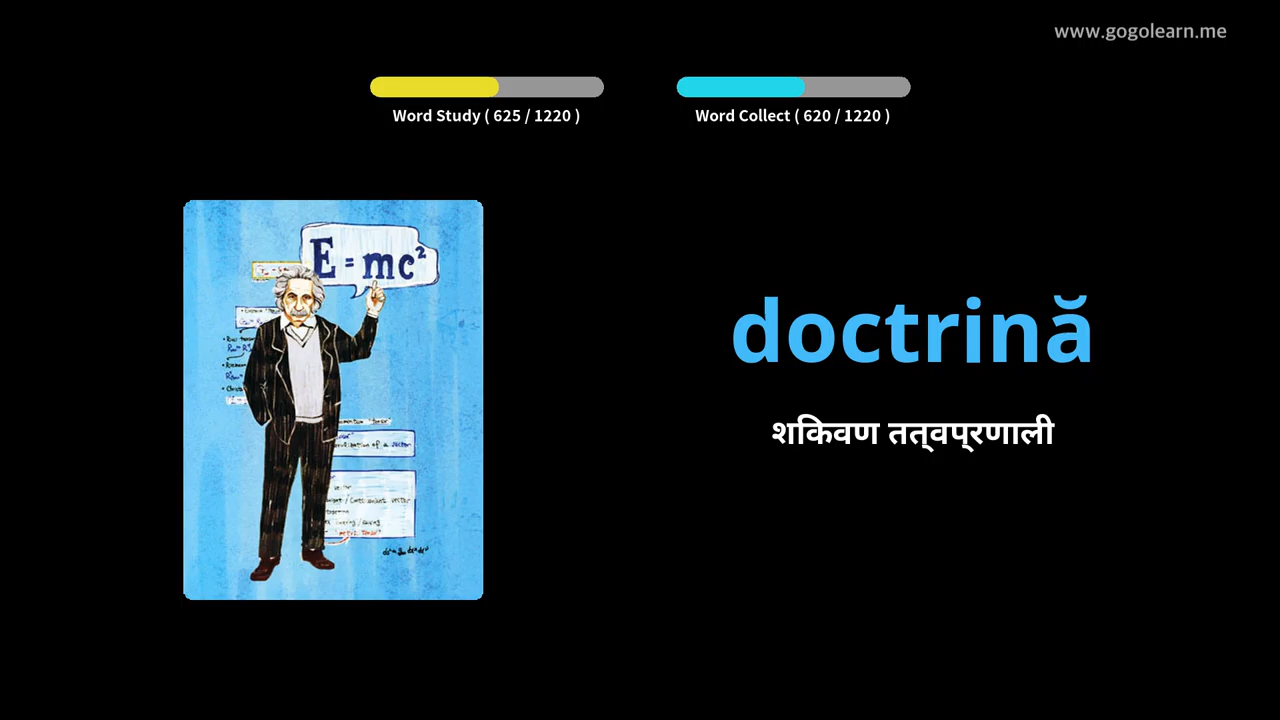 www.gogolearn.me
Word Study ( 625 / 1220 )
Word Collect ( 620 / 1220 )
E = mc²
doctrină
शकिवण तत्वप्रणाली